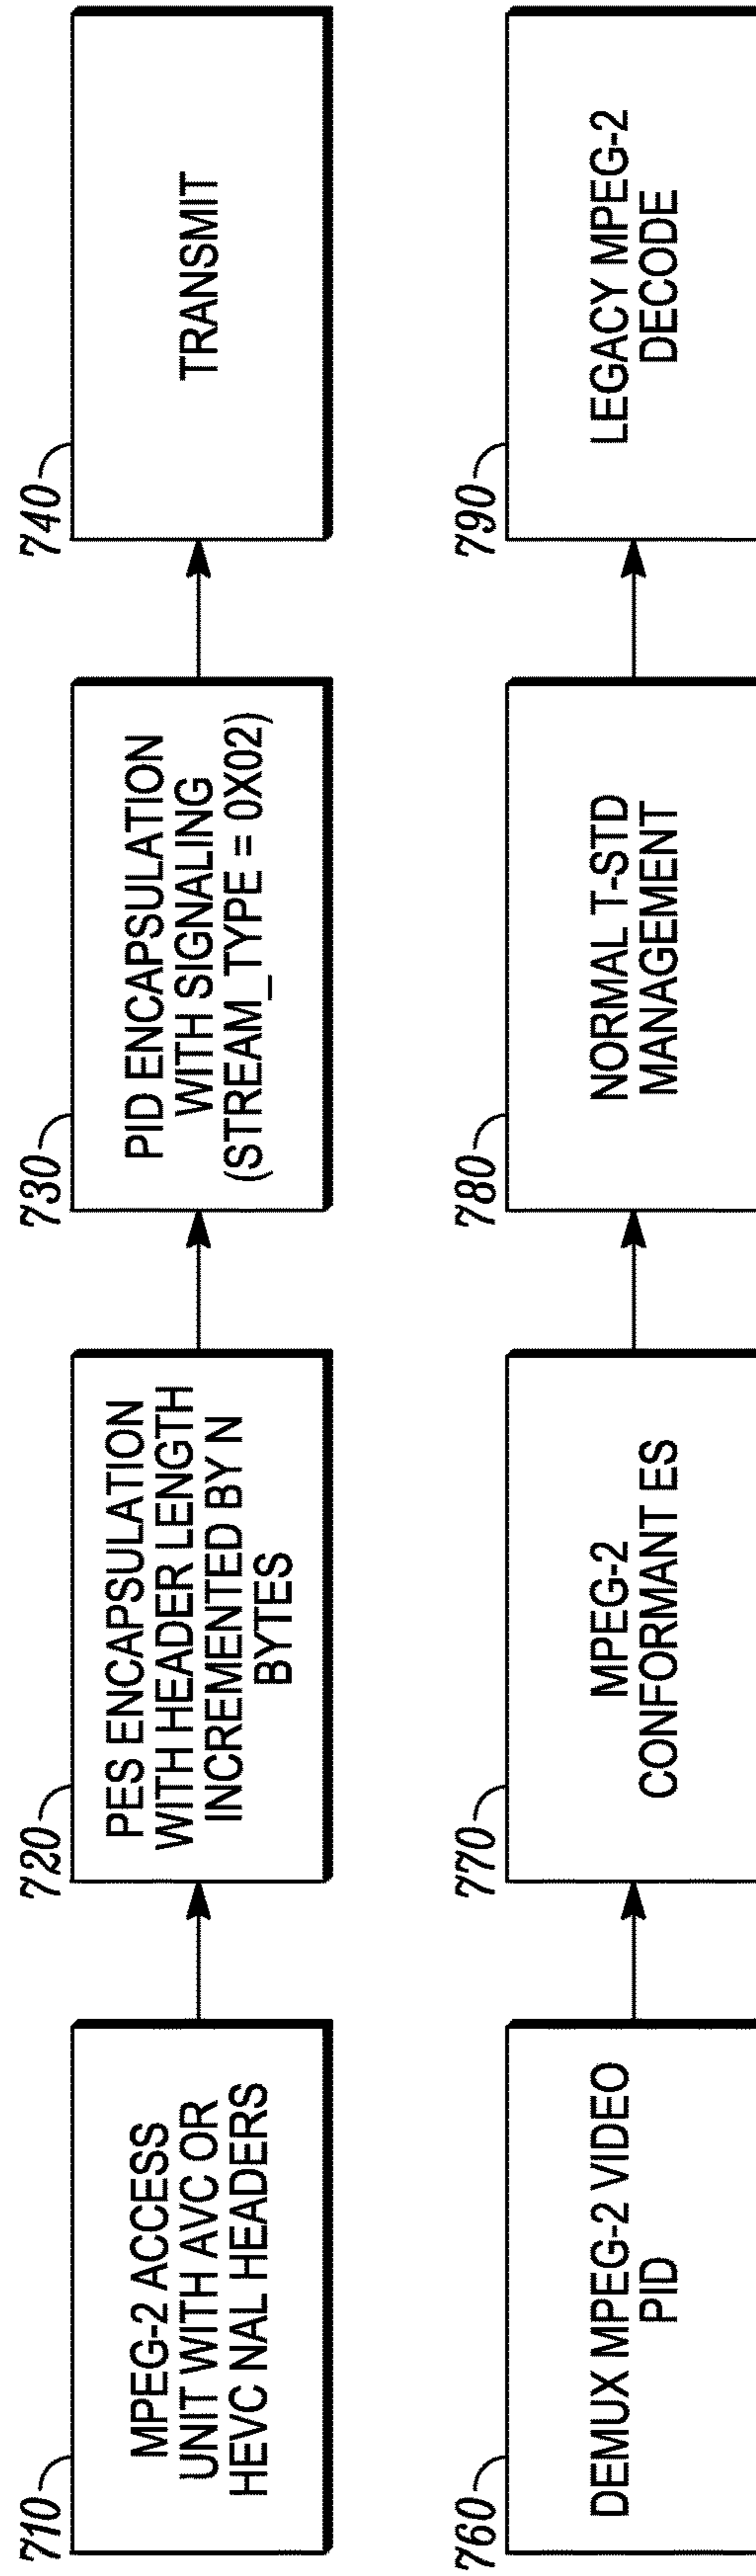 710
MPEG-2 ACCESS
UNIT WITH AVC OR
HEVC NAL HEADERS
720
PES ENCAPSULATION
WITH HEADER LENGTH
INCREMENTED BY N
BYTES
730
PID ENCAPSULATION
WITH SIGNALING
(STREAM_TYPE = 0X02)
740
TRANSMIT
760
DEMUX MPEG-2 VIDEO
PID
770
MPEG-2
CONFORMANT ES
780
NORMAL T-STD
MANAGEMENT
790
LEGACY MPEG-2
DECODE